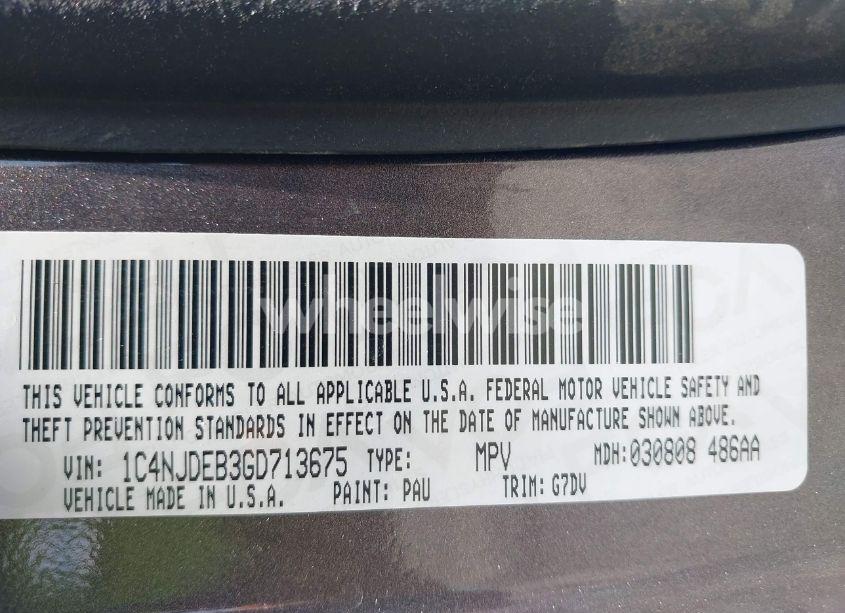 wheelwise
THIS VEHICLE CONFORMS TO ALL APPLICABLE U.S.A. FEDERAL MOTOR VEHICLE SAFETY AND
THEFT PREVENTION STANDARDS IN EFFECT ON THE DATE OF MANUFACTURE SHOWN ABOVE.
VIN: 1C4NJDEB3GD713675 TYPE: MPV MDH:030808 486AA
VEHICLE MADE IN U.S.A. PAINT: PAU TRIM: G7DV